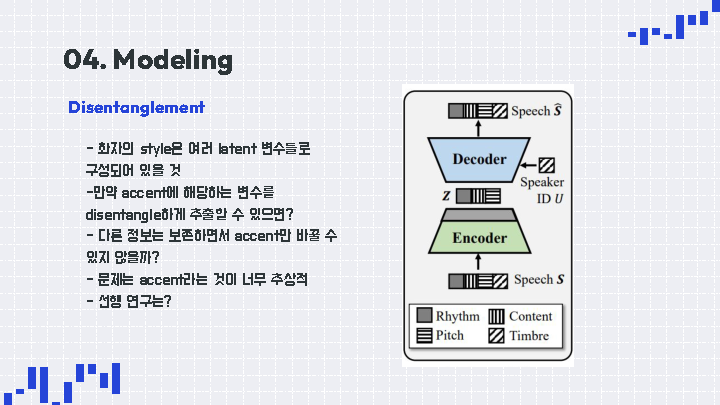 04. Modeling
Disentanglement
- 화자의 style은 여러 latent 변수들로
구성되어 있을 것
-만약 accent에 해당하는 변수를
disentangle하게 추출할 수 있으면?
- 다른 정보는 보존하면서 accent만 바꿀 수
있지 않을까?
- 문제는 accent라는 것이 너무 추상적
- 선행 연구는?
Speech Ŝ
Decoder
Speaker
ID U
Z
Encoder
Speech S
Rhythm
Content
Pitch
Timbre